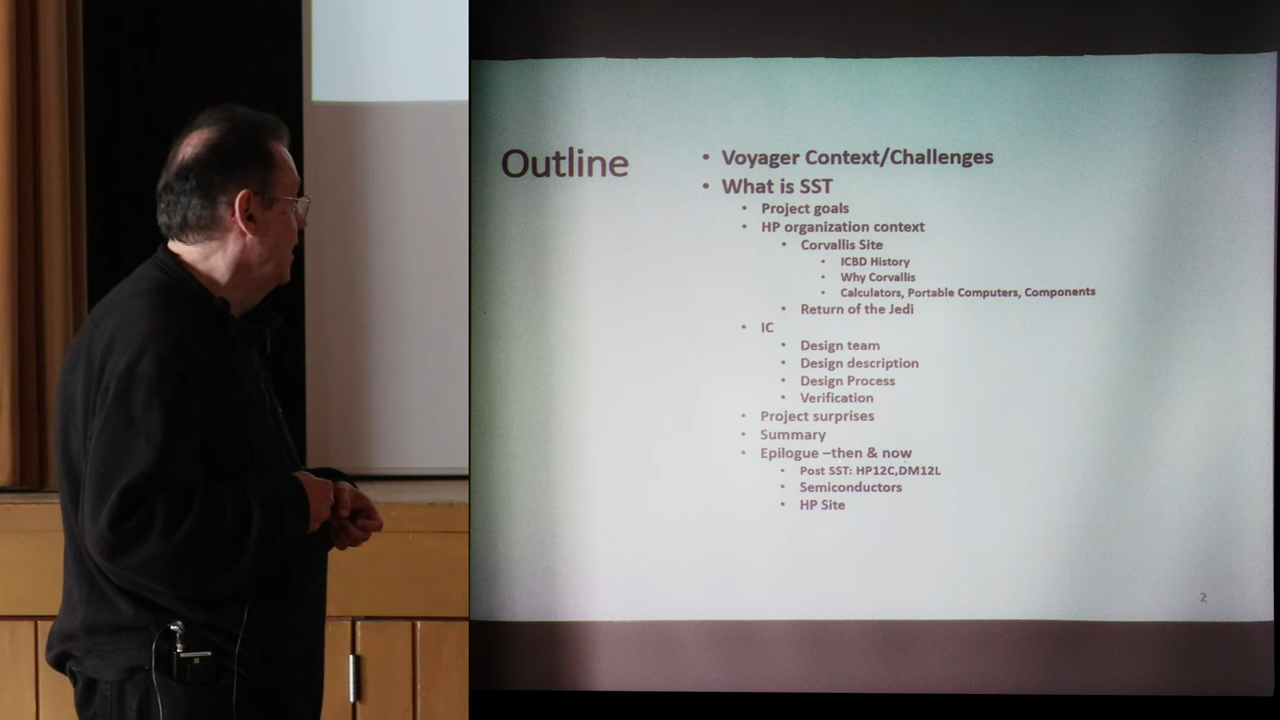 Outline
• Voyager Context/Challenges
• What is SST
• Project goals
• HP organization context
• Corvallis Site
• ICBD History
• Why Corvallis
• Calculators, Portable Computers, Components
• Return of the Jedi
• IC
• Design team
• Design description
• Design Process
• Verification
• Project surprises
• Summary
• Epilogue –then & now
• Post SST: HP12C,DM12L
• Semiconductors
• HP Site
2